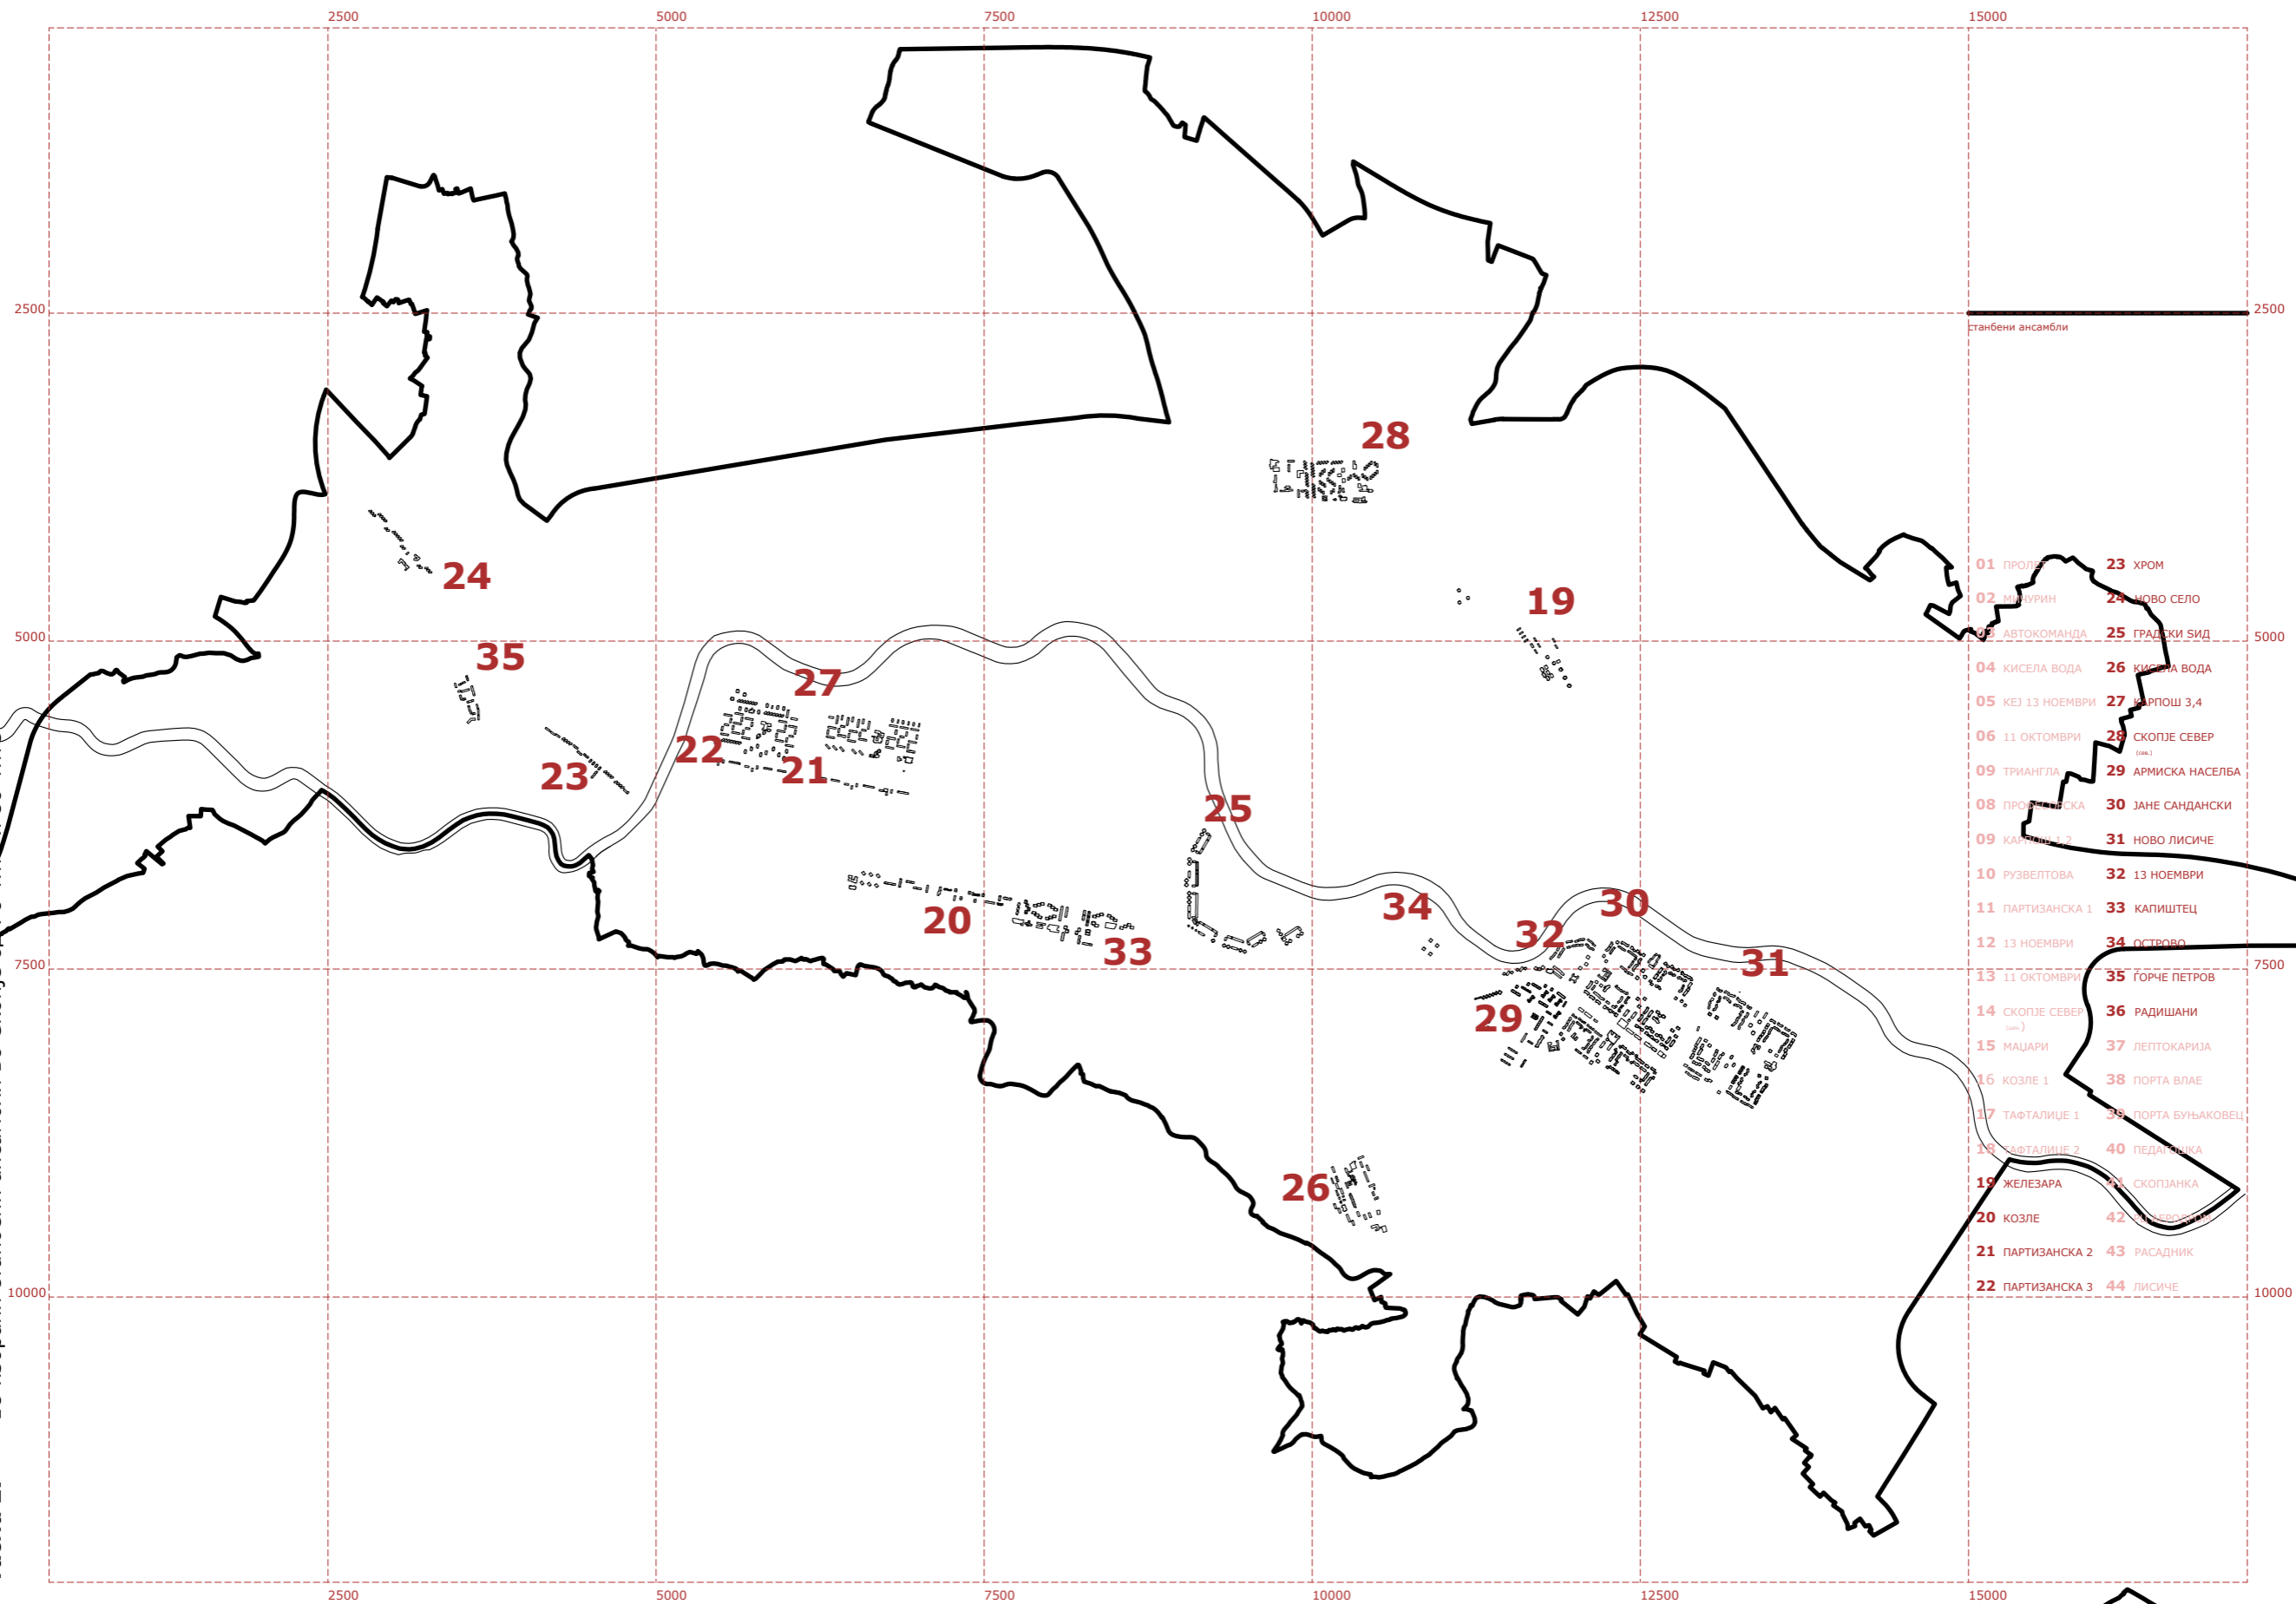 2500 5000 7500 10000 12500 15000
2500 2500
станбени ансамбли
28
24
19
5000 5000
35
27
22
21
23
25
20
33
34
32
30
31
7500 7500
29
26
10000 10000
01 ПРОЛЕТ
02 МИЧУРИН
03 АВТОКОМАНДА
04 КИСЕЛА ВОДА
05 КЕЈ 13 НОЕМВРИ
06 11 ОКТОМВРИ
09 ТРИАНГЛА
08 ПРОФЕСОРСКА
09 КАРПОШ 1,2
10 РУЗВЕЛТОВА
11 ПАРТИЗАНСКА 1
12 13 НОЕМВРИ
13 11 ОКТОМВРИ
14 СКОПЈЕ СЕВЕР
15 МАЏАРИ
16 КОЗЛЕ 1
17 ТАФТАЛИЏЕ 1
18 ТАФТАЛИЏЕ 2
19 ЖЕЛЕЗАРА
20 КОЗЛЕ
21 ПАРТИЗАНСКА 2
22 ПАРТИЗАНСКА 3
23 ХРОМ
24 НОВО СЕЛО
25 ГРАДСКИ ЅИД
26 КИСЕЛА ВОДА
27 КАРПОШ 3,4
28 СКОПЈЕ СЕВЕР
29 АРМИСКА НАСЕЛБА
30 ЈАНЕ САНДАНСКИ
31 НОВО ЛИСИЧЕ
32 13 НОЕМВРИ
33 КАПИШТЕЦ
34 ОСТРОВО
35 ЃОРЧЕ ПЕТРОВ
36 РАДИШАНИ
37 ЛЕПТОКАРИЈА
38 ПОРТА ВЛАЕ
39 ПОРТА БУЊАКОВЕЦ
40 ПЕДАГОШКА
41 СКОПЈАНКА
42
43 РАСАДНИК
44 ЛИСИЧЕ
2500 5000 7500 10000 12500 15000